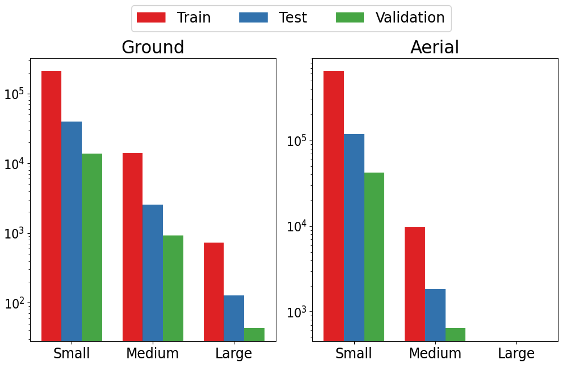 Train Test Validation
Ground Aerial
10^5
10^4
10^3
10^2
Small Medium Large
10^5
10^4
10^3
Small Medium Large